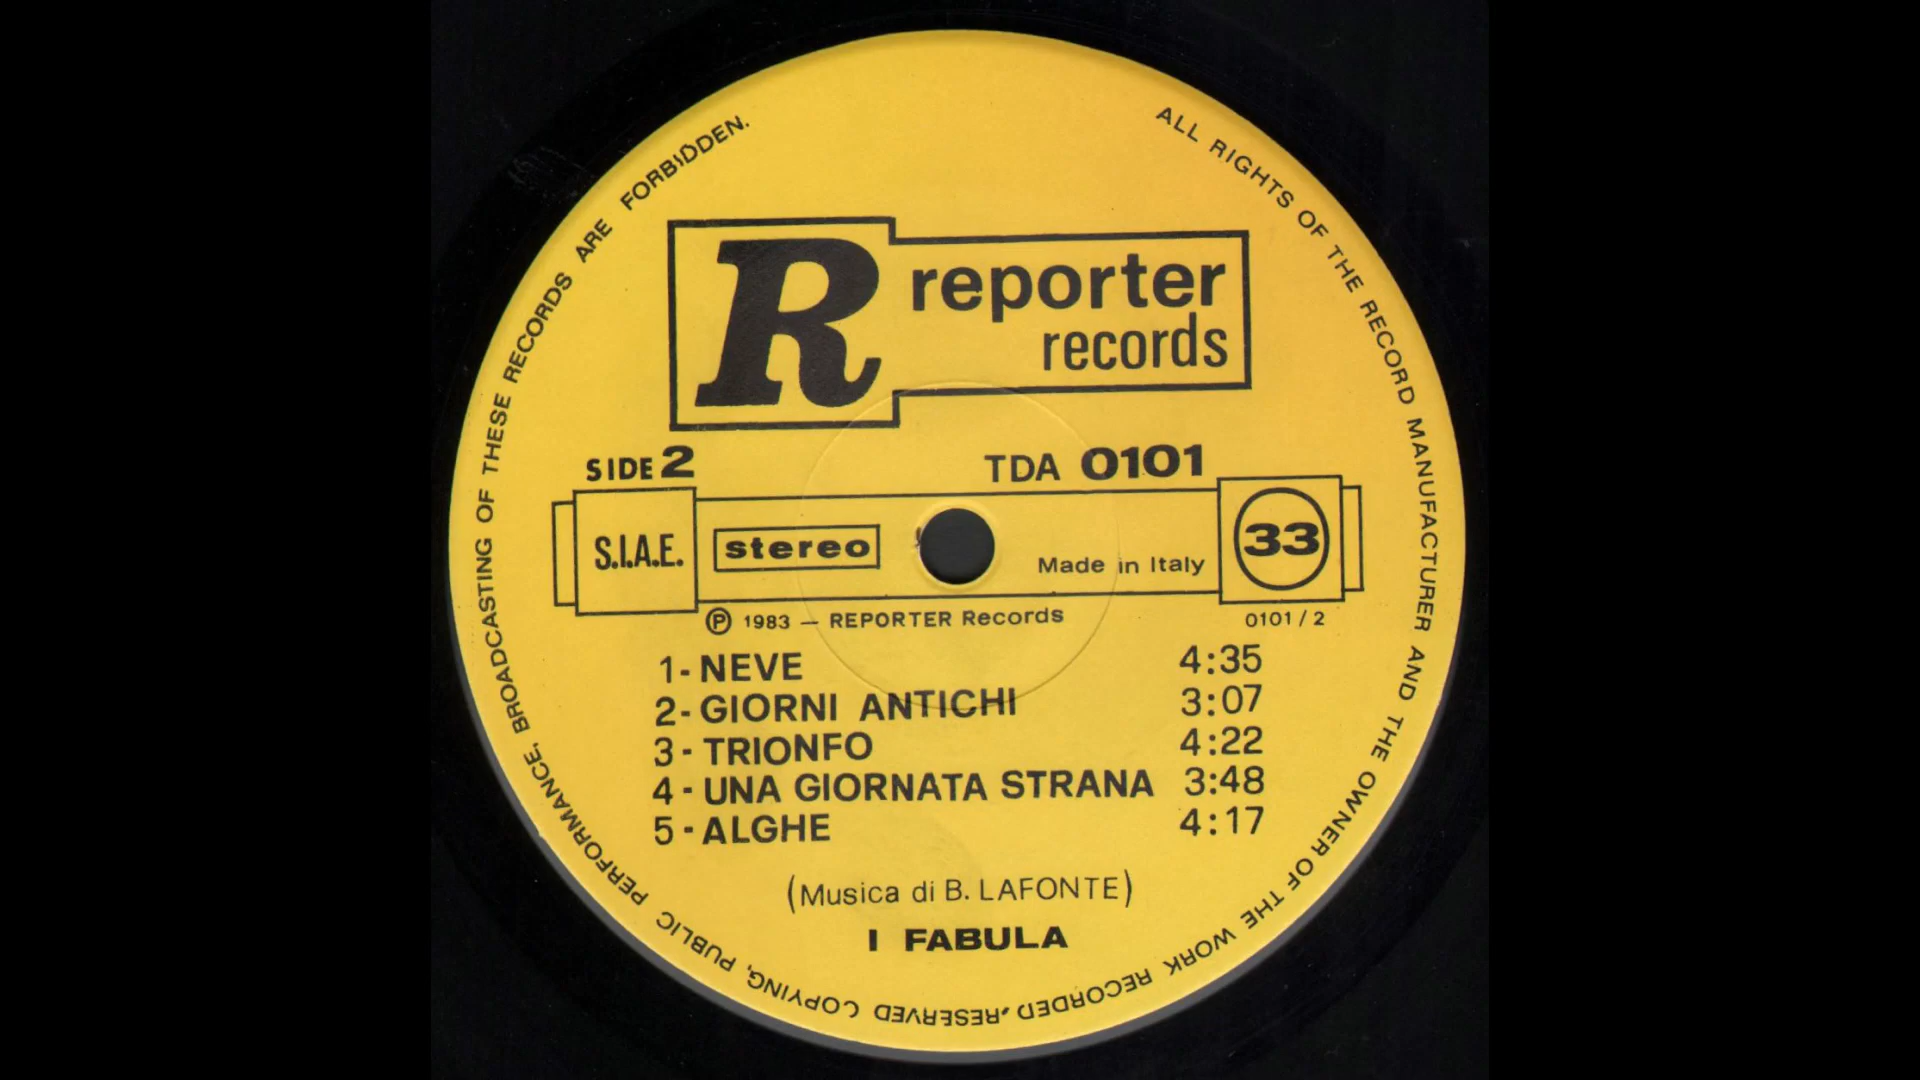 ALL RIGHTS OF THE RECORD MANUFACTURER AND THE OWNER OF THE WORK RECORDED, RESERVED COPYING, PUBLIC PERFORMANCE, BROADCASTING OF THESE RECORDS ARE FORBIDDEN.
R reporter
records
SIDE 2 TDA 0101
S.I.A.E. stereo Made in Italy 33
Ⓟ 1983 — REPORTER Records 0101/2
1- NEVE 4:35
2- GIORNI ANTICHI 3:07
3- TRIONFO 4:22
4- UNA GIORNATA STRANA 3:48
5- ALGHE 4:17
(Musica di B. LAFONTE)
I FABULA